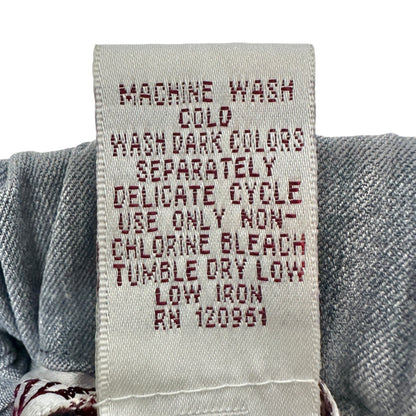 MACHINE WASH
COLD
WASH DARK COLORS
SEPARATELY
DELICATE CYCLE
USE ONLY NON-
CHLORINE BLEACH
TUMBLE DRY LOW
LOW IRON
RN 120961